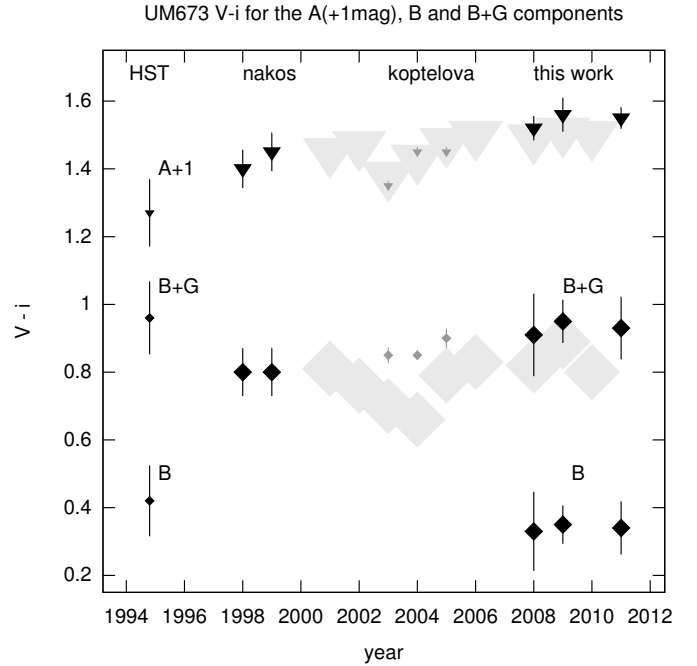 UM673 V-i for the A(+1mag), B and B+G components
HST nakos koptelova this work
A+1
B+G B+G
B B
V - i
1.6
1.4
1.2
1
0.8
0.6
0.4
0.2
1994 1996 1998 2000 2002 2004 2006 2008 2010 2012
year